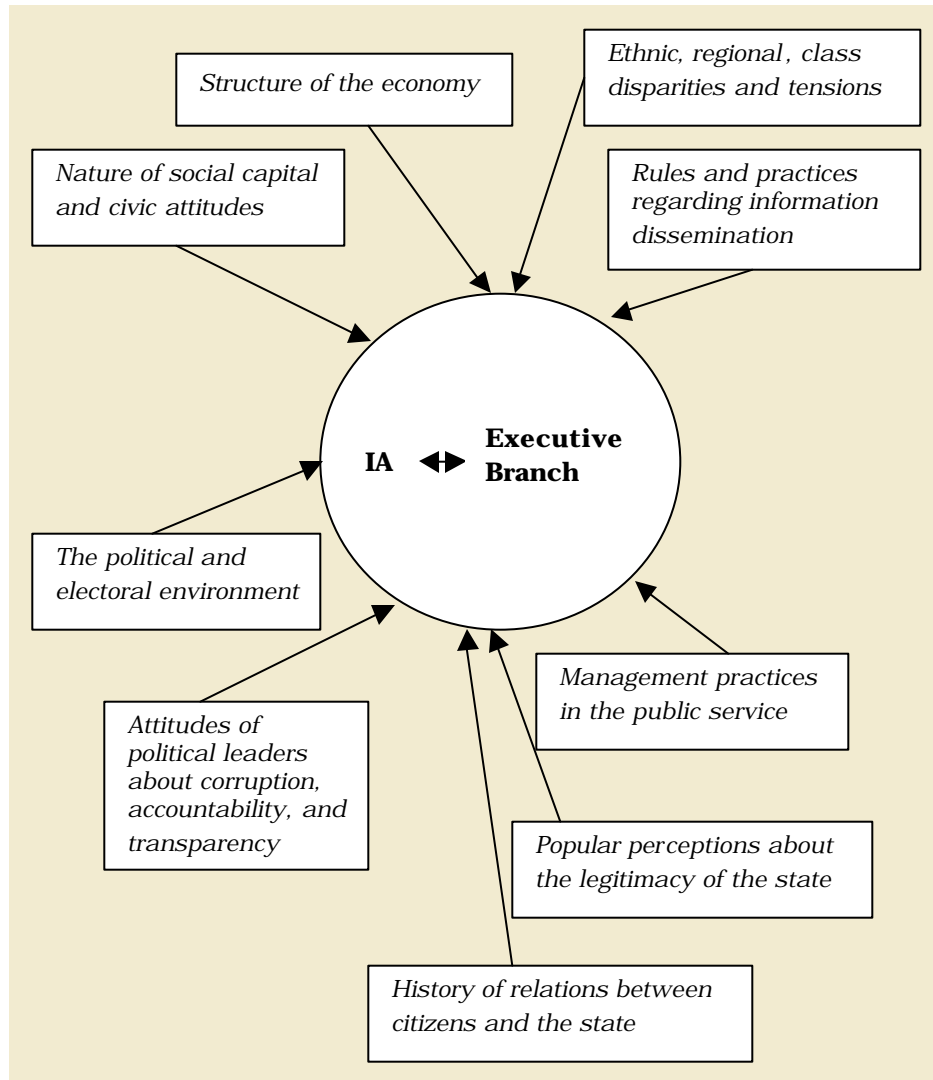 Structure of the economy
Ethnic, regional, class
disparities and tensions
Nature of social capital
and civic attitudes
Rules and practices
regarding information
dissemination
IA
Executive
Branch
The political and
electoral environment
Management practices
in the public service
Attitudes of
political leaders
about corruption,
accountability, and
transparency
Popular perceptions about
the legitimacy of the state
History of relations between
citizens and the state